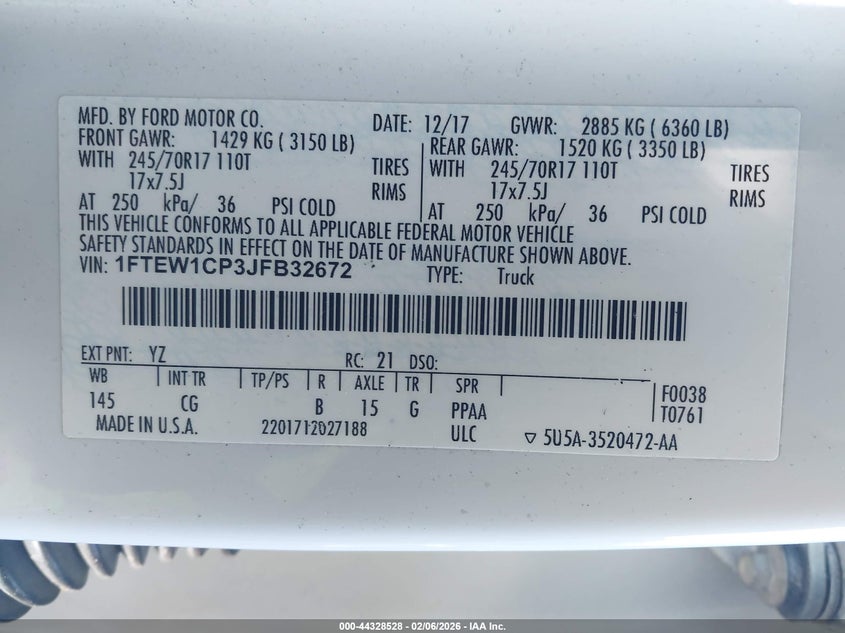 MFD. BY FORD MOTOR CO. DATE: 12/17 GVWR: 2885 KG ( 6360 LB)
FRONT GAWR: 1429 KG ( 3150 LB) REAR GAWR: 1520 KG ( 3350 LB)
WITH 245/70R17 110T TIRES WITH 245/70R17 110T TIRES
17x7.5J RIMS 17x7.5J RIMS
AT 250 kPa/ 36 PSI COLD AT 250 kPa/ 36 PSI COLD
THIS VEHICLE CONFORMS TO ALL APPLICABLE FEDERAL MOTOR VEHICLE
SAFETY STANDARDS IN EFFECT ON THE DATE OF MANUFACTURE SHOWN ABOVE.
VIN: 1FTEW1CP3JFB32672 TYPE: Truck
EXT PNT: YZ RC: 21 DSO:
WB INT TR TP/PS R AXLE TR SPR
145 CG B 15 G PPAA F0038
T0761
MADE IN U.S.A. 2201712027188 ULC ▽ 5U5A-3520472-AA
000-44328528 - 02/06/2026 - IAA Inc.